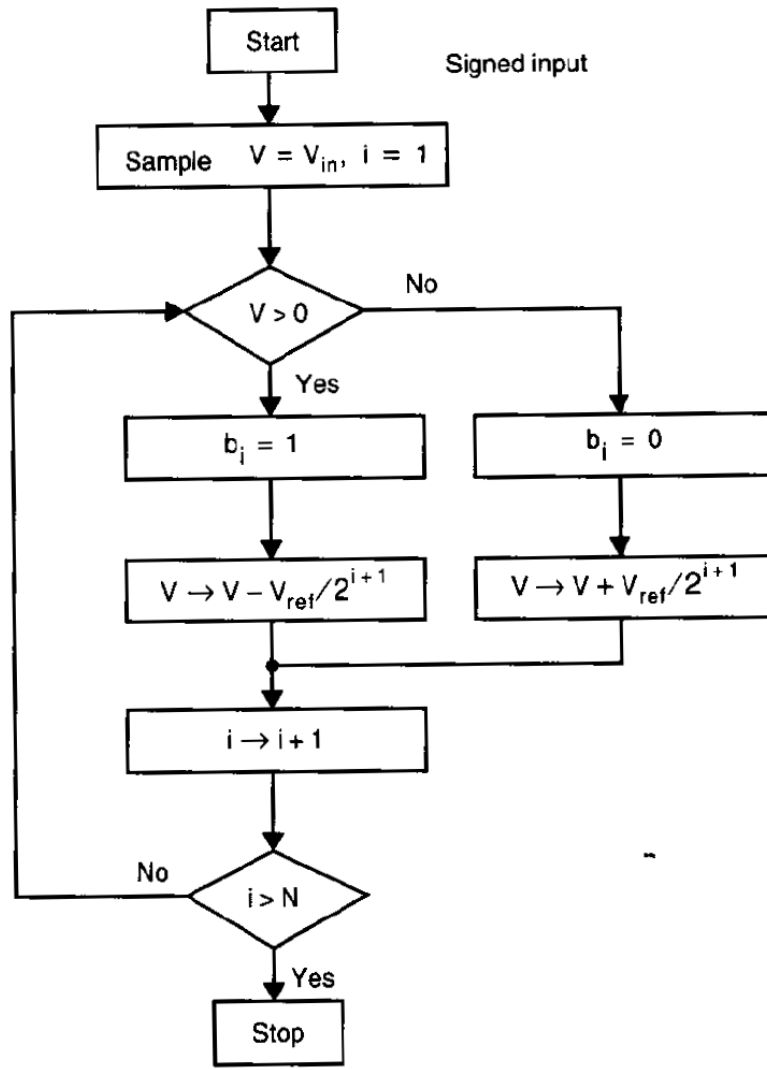 Start
Signed input
Sample V = V_in, i = 1
V > 0
No
Yes
b_i = 1
b_i = 0
V → V − V_ref/2^{i+1}
V → V + V_ref/2^{i+1}
i → i + 1
No
i > N
Yes
Stop